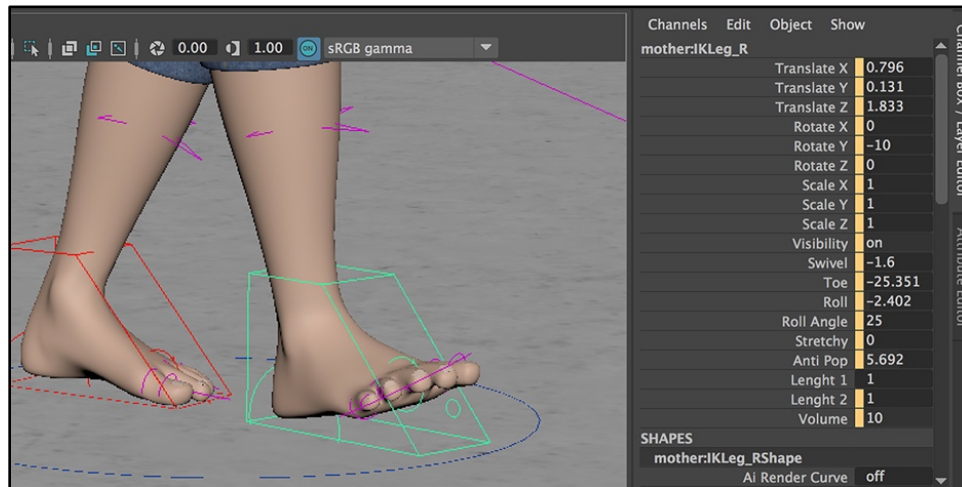 Channels Edit Object Show
0.00 1.00 ON sRGB gamma
mother:IKLeg_R
Translate X 0.796
Translate Y 0.131
Translate Z 1.833
Rotate X 0
Rotate Y -10
Rotate Z 0
Scale X 1
Scale Y 1
Scale Z 1
Visibility on
Swivel -1.6
Toe -25.351
Roll -2.402
Roll Angle 25
Stretchy 0
Anti Pop 5.692
Lenght 1 1
Lenght 2 1
Volume 10
SHAPES
mother:IKLeg_RShape
Ai Render Curve off
Channel Box / Layer Editor
Attribute Editor